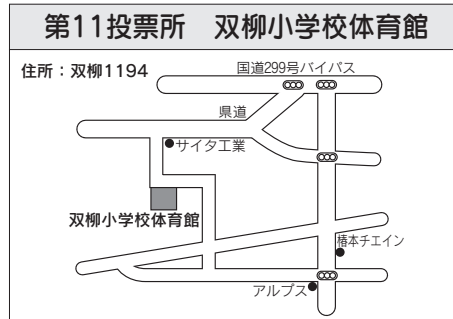 第11投票所　双柳小学校体育館
住所：双柳1194
国道299号バイパス
県道
サイタ工業
双柳小学校体育館
椿本チエイン
アルプス